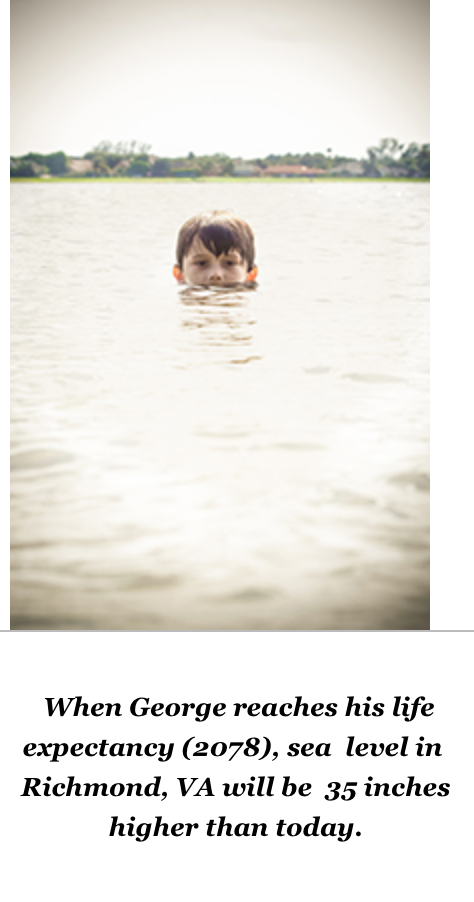 When George reaches his life
expectancy (2078), sea level in
Richmond, VA will be 35 inches
higher than today.